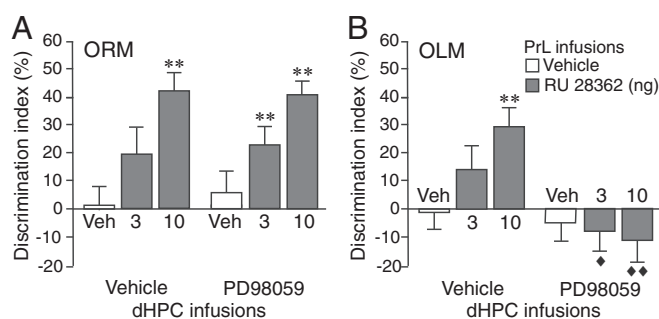 A
ORM
Discrimination index (%)
60
50
40
30
20
10
0
-10
-20
**
**
**
Veh 3 10 Veh 3 10
Vehicle PD98059
dHPC infusions
B
OLM
PrL infusions
Vehicle
RU 28362 (ng)
Discrimination index (%)
60
50
40
30
20
10
0
-10
-20
**
Veh Veh 3 10
3 10
♦ ♦♦
Vehicle PD98059
dHPC infusions